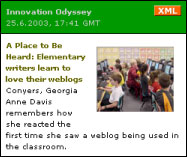 Innovation Odyssey
XML
25.6.2003, 17:41 GMT
A Place to Be
Heard: Elementary
writers learn to
love their weblogs
Conyers, Georgia
Anne Davis
remembers how
she reacted the
first time she saw a weblog being used in
the classroom.